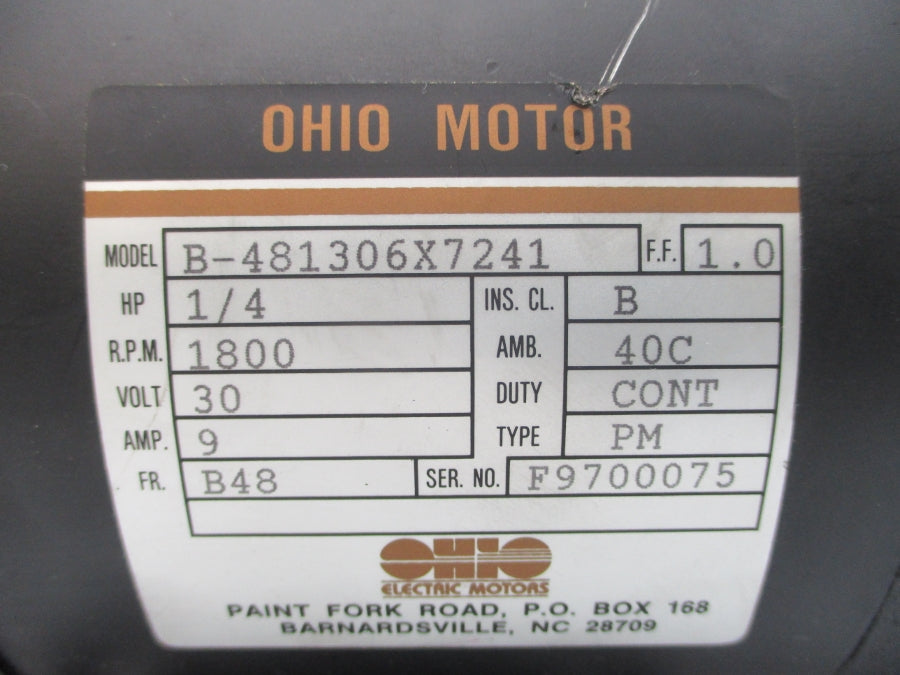 OHIO MOTOR
MODEL B-481306X7241 F.F. 1.0
HP 1/4 INS. CL. B
R.P.M. 1800 AMB. 40C
VOLT 30 DUTY CONT
AMP. 9 TYPE PM
FR. B48 SER. NO. F9700075
OHIO
ELECTRIC MOTORS
PAINT FORK ROAD, P.O. BOX 168
BARNARDSVILLE, NC 28709